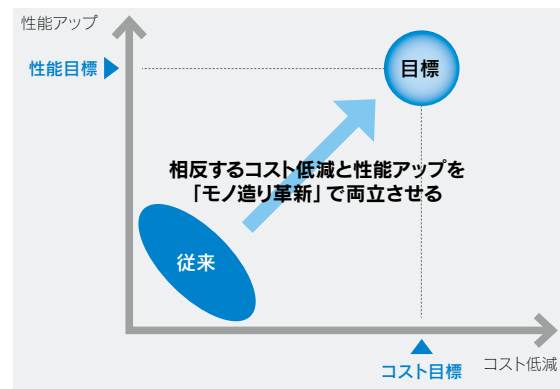 性能アップ
性能目標
目標
相反するコスト低減と性能アップを
「モノ造り革新」で両立させる
従来
コスト目標
コスト低減